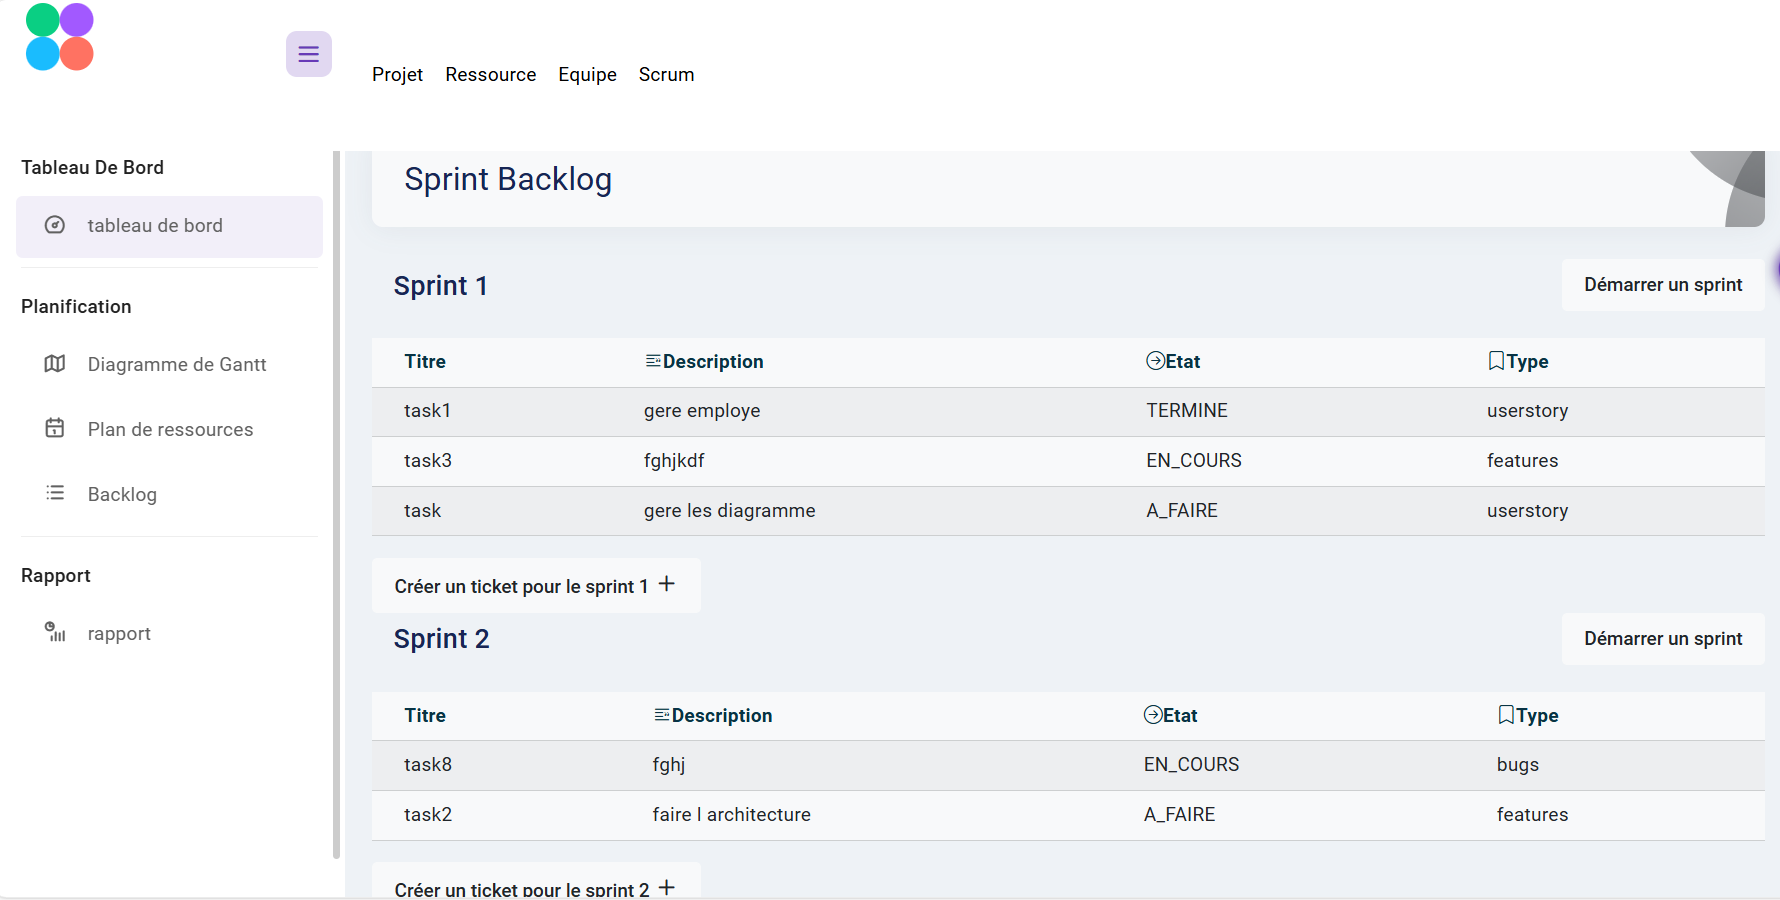 Projet Ressource Equipe Scrum
Tableau De Bord
tableau de bord
Planification
Diagramme de Gantt
Plan de ressources
Backlog
Rapport
rapport
Sprint Backlog
Sprint 1
Démarrer un sprint
Titre Description Etat Type
task1 gere employe TERMINE userstory
task3 fghjkdf EN_COURS features
task gere les diagramme A_FAIRE userstory
Créer un ticket pour le sprint 1 +
Sprint 2
Démarrer un sprint
Titre Description Etat Type
task8 fghj EN_COURS bugs
task2 faire l architecture A_FAIRE features
Créer un ticket pour le sprint 2 +